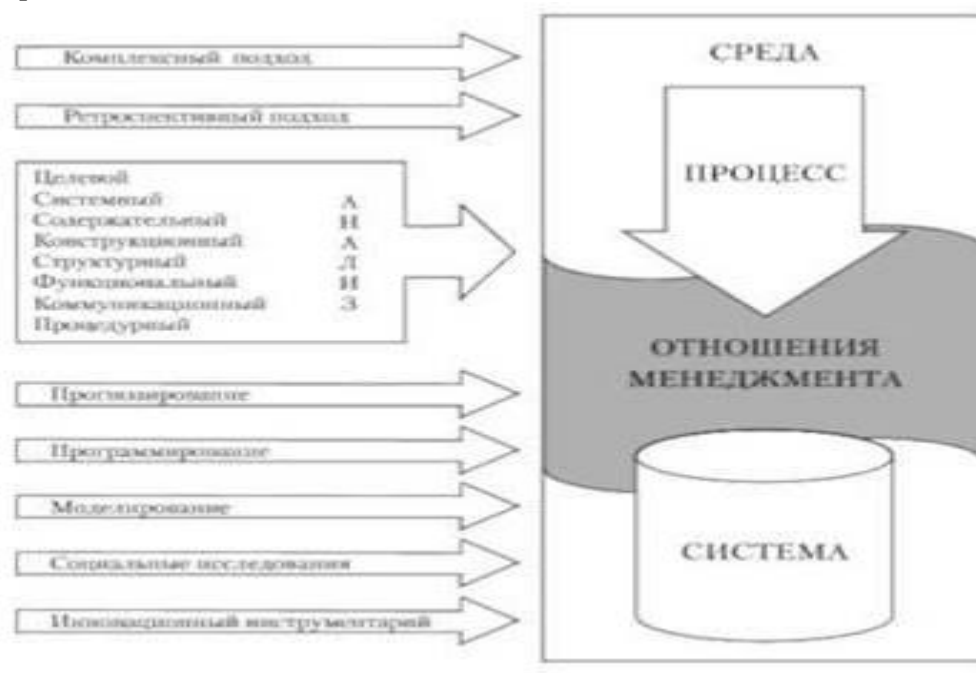 Комплексный подход
Ретроспективный подход
Целевой
Системный
Содержательный
Конструкционный
Структурный
Функциональный
Коммуникационный
Процедурный
А
Н
А
Л
И
З
Прогнозирование
Программирование
Моделирование
Социальные исследования
Инновационный инструментарий
СРЕДА
ПРОЦЕСС
ОТНОШЕНИЯ
МЕНЕДЖМЕНТА
СИСТЕМА